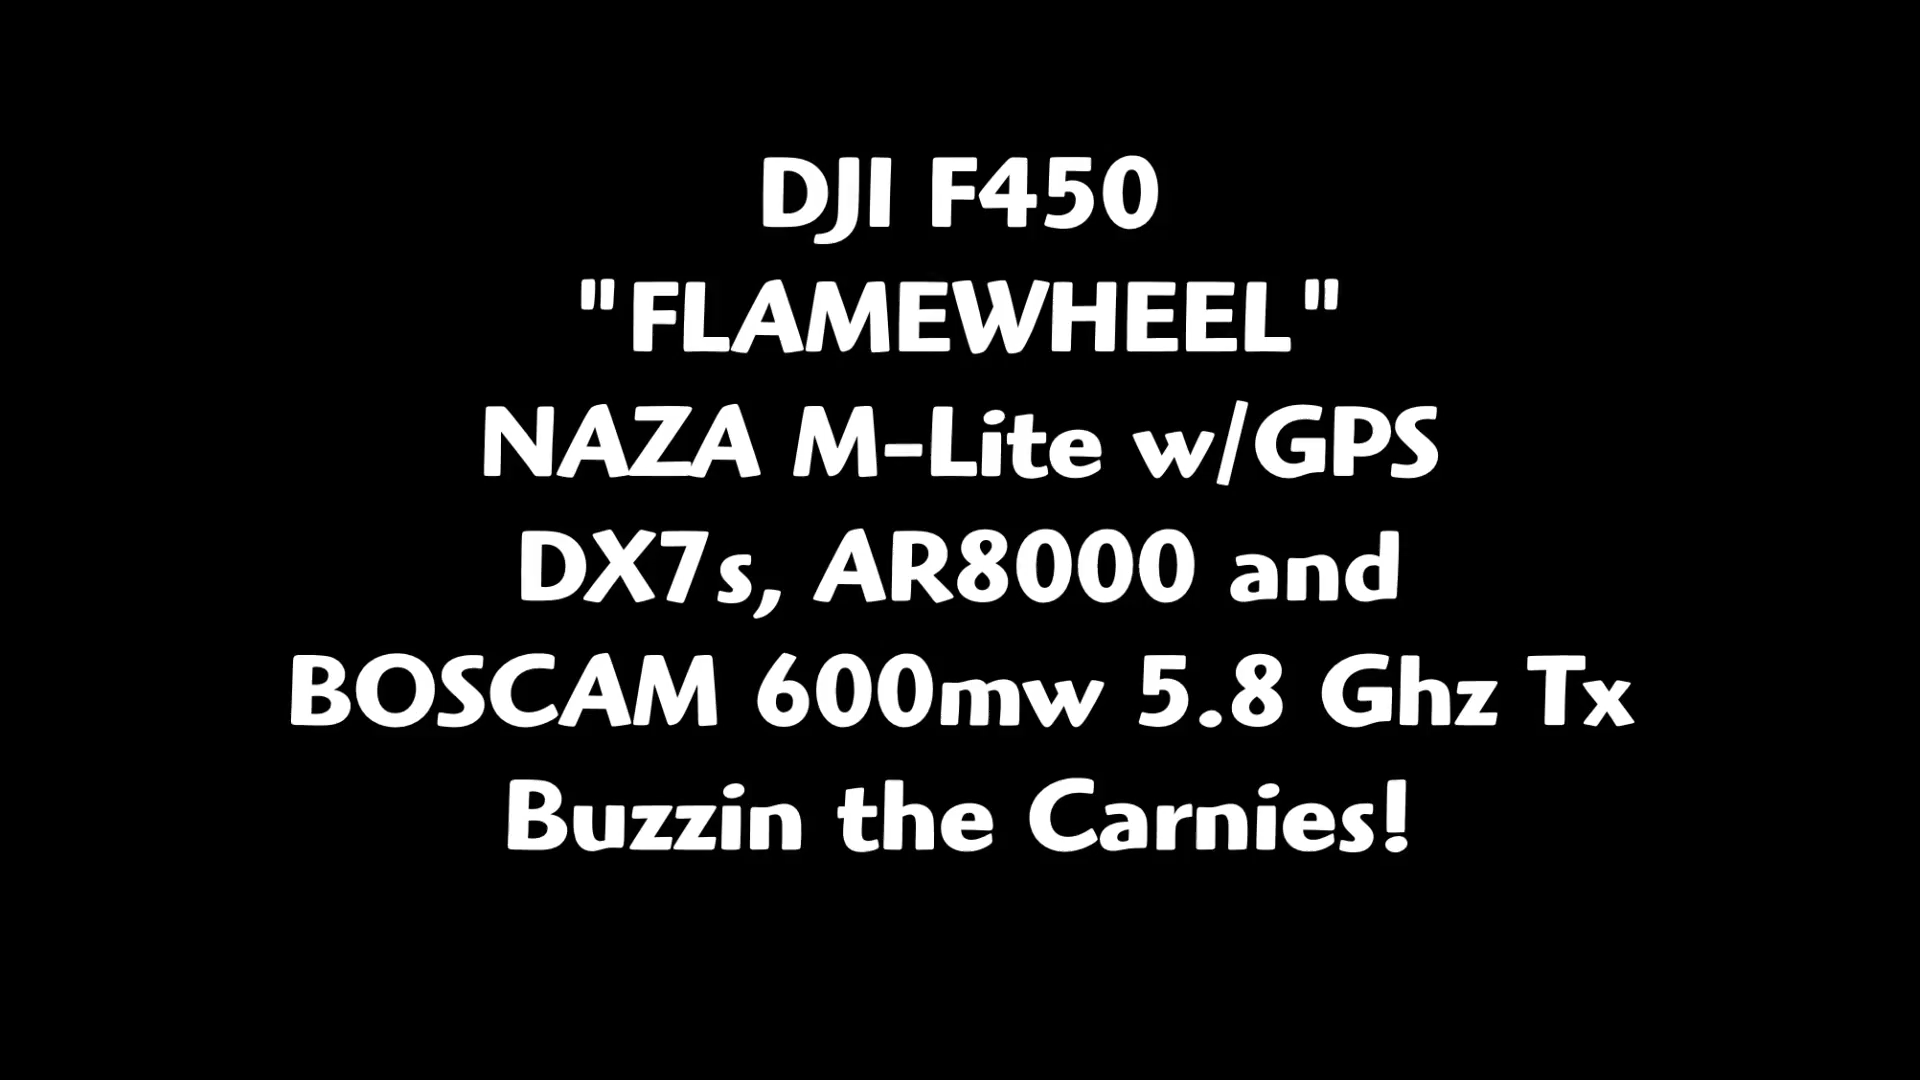 DJI F450
"FLAMEWHEEL"
NAZA M-Lite w/GPS
DX7s, AR8000 and
BOSCAM 600mw 5.8 Ghz Tx
Buzzin the Carnies!